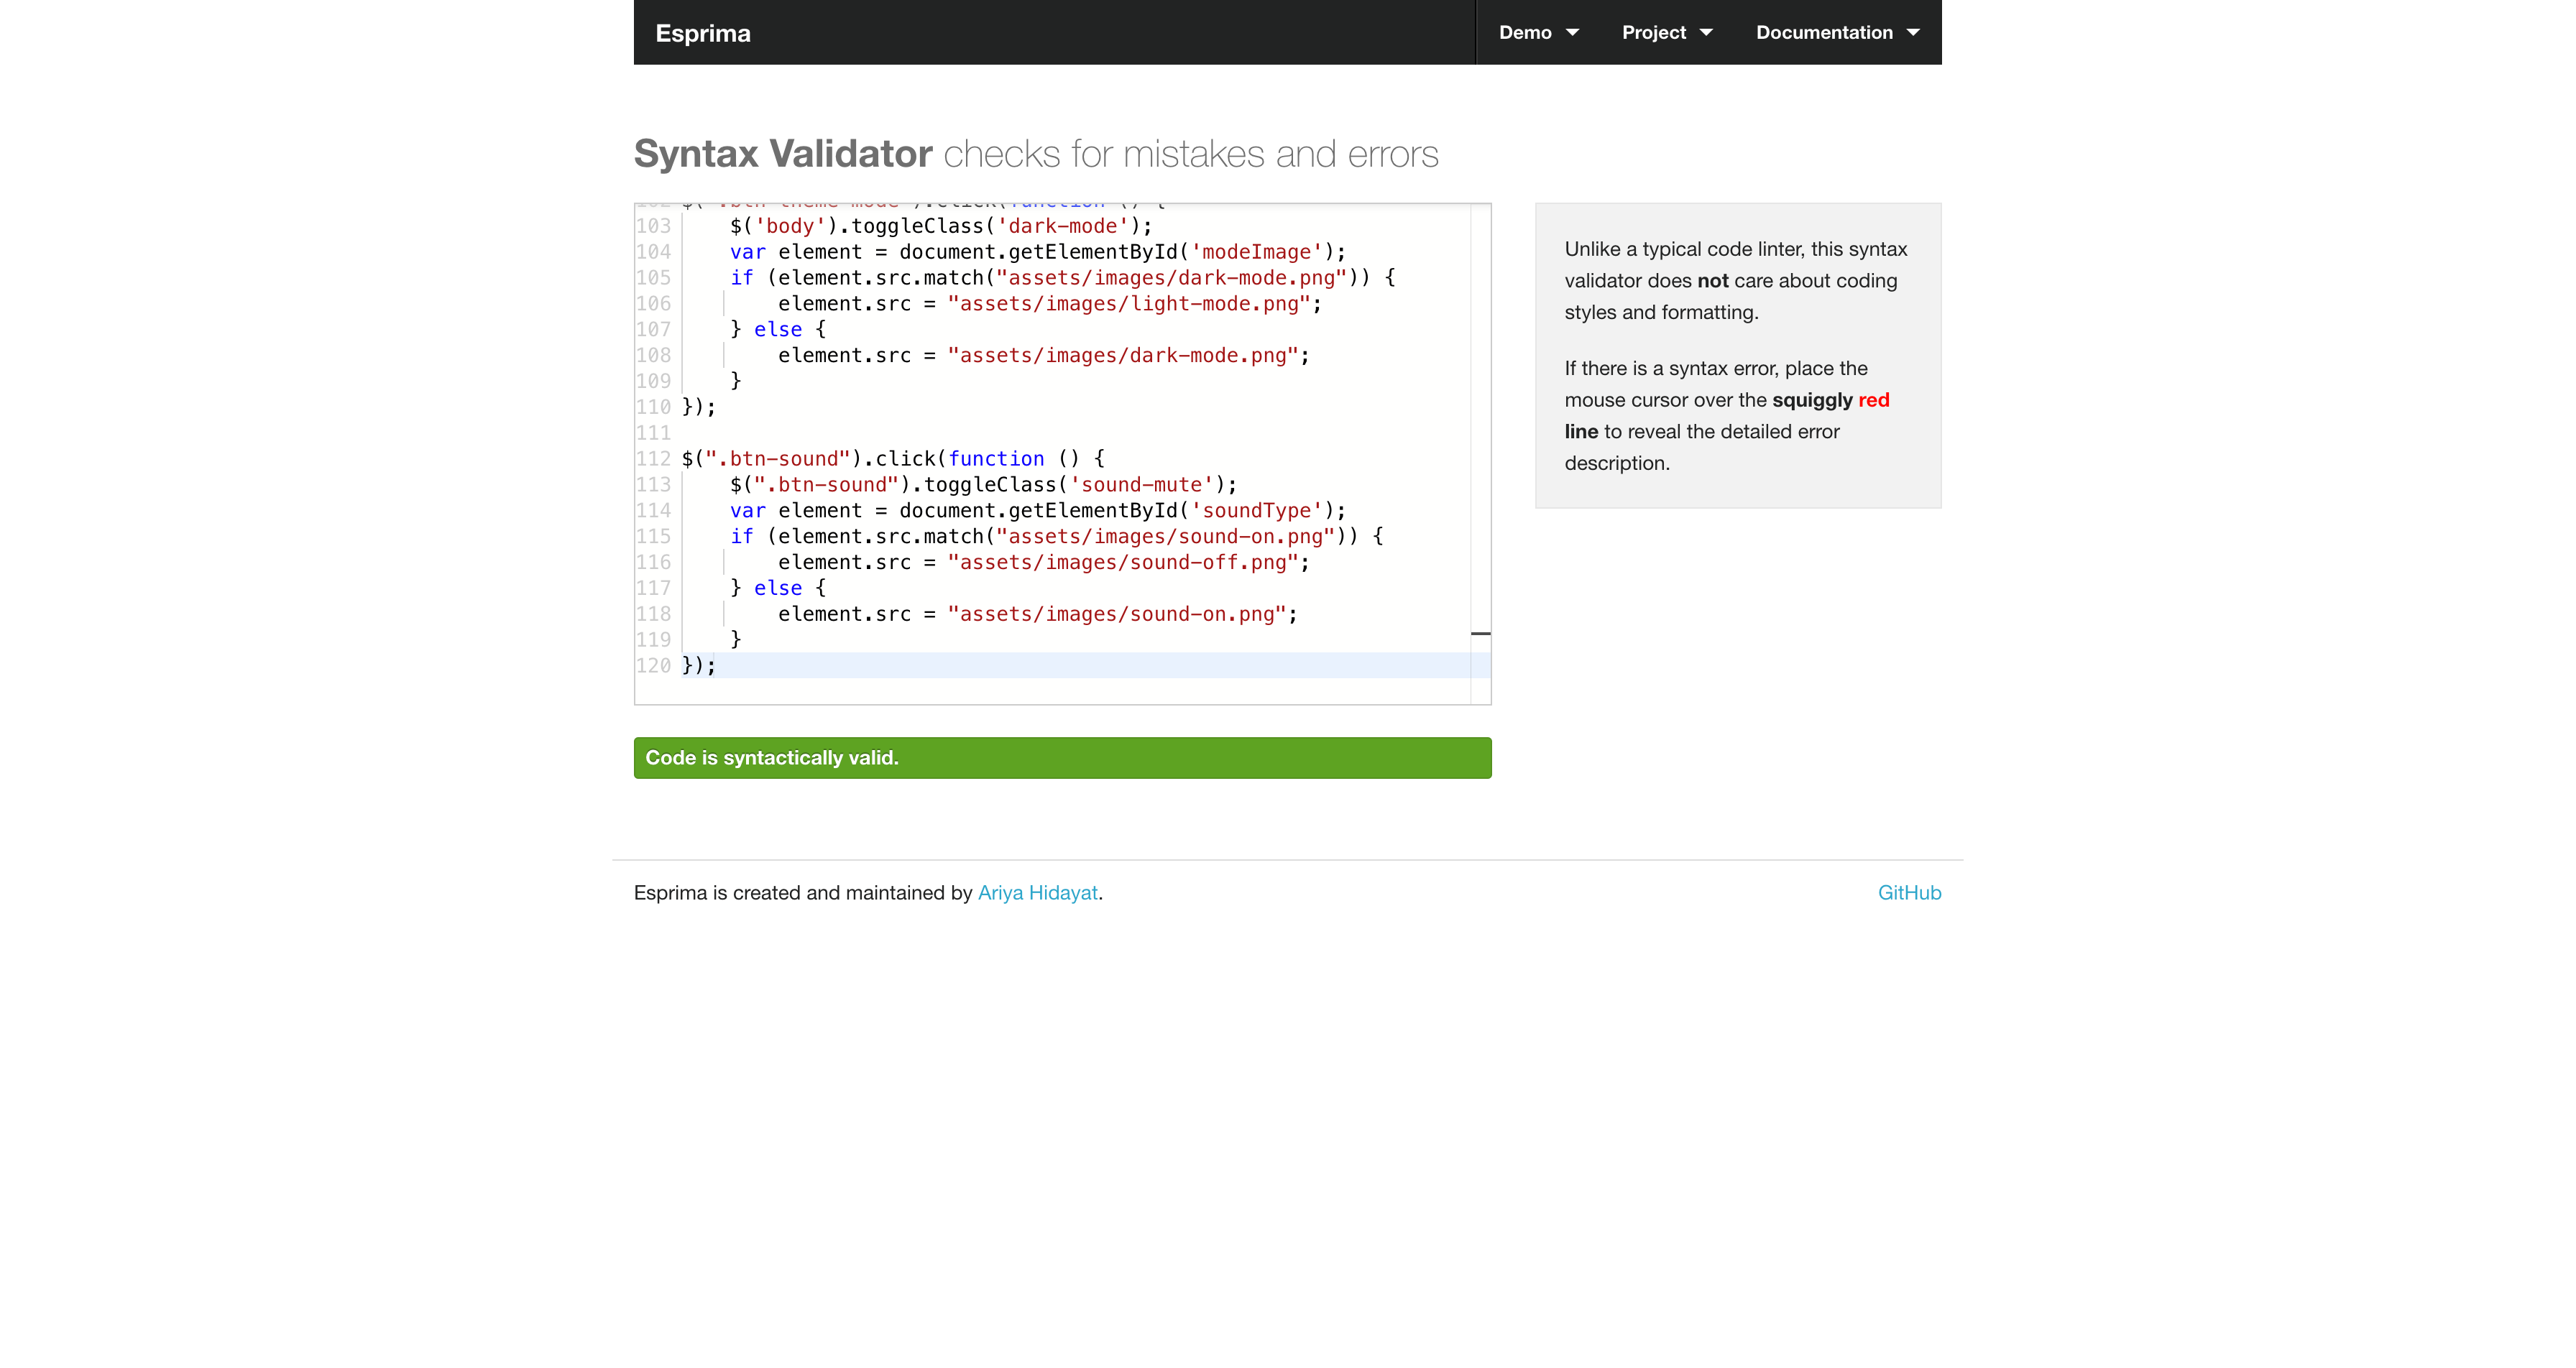 Esprima
Demo
Project
Documentation
Syntax Validator checks for mistakes and errors
102 $(".btn-theme-mode").click(function () {
103     $('body').toggleClass('dark-mode');
104     var element = document.getElementById('modeImage');
105     if (element.src.match("assets/images/dark-mode.png")) {
106         element.src = "assets/images/light-mode.png";
107     } else {
108         element.src = "assets/images/dark-mode.png";
109     }
110 });
111
112 $(".btn-sound").click(function () {
113     $(".btn-sound").toggleClass('sound-mute');
114     var element = document.getElementById('soundType');
115     if (element.src.match("assets/images/sound-on.png")) {
116         element.src = "assets/images/sound-off.png";
117     } else {
118         element.src = "assets/images/sound-on.png";
119     }
120 });
Code is syntactically valid.
Unlike a typical code linter, this syntax
validator does not care about coding
styles and formatting.
If there is a syntax error, place the
mouse cursor over the squiggly red
line to reveal the detailed error
description.
Esprima is created and maintained by Ariya Hidayat.
GitHub